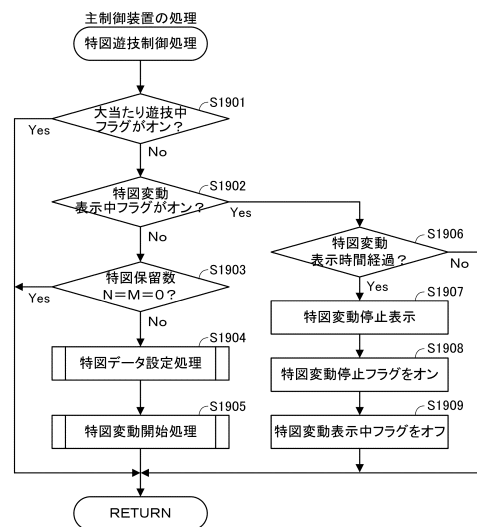 主制御装置の処理
特図遊技制御処理
S1901
大当たり遊技中
フラグがオン？
Yes
No
S1902
特図変動
表示中フラグがオン？
Yes
No
S1903
特図保留数
N＝M＝0？
Yes
No
S1904
特図データ設定処理
S1905
特図変動開始処理
S1906
特図変動
表示時間経過？
No
Yes
S1907
特図変動停止表示
S1908
特図変動停止フラグをオン
S1909
特図変動表示中フラグをオフ
RETURN